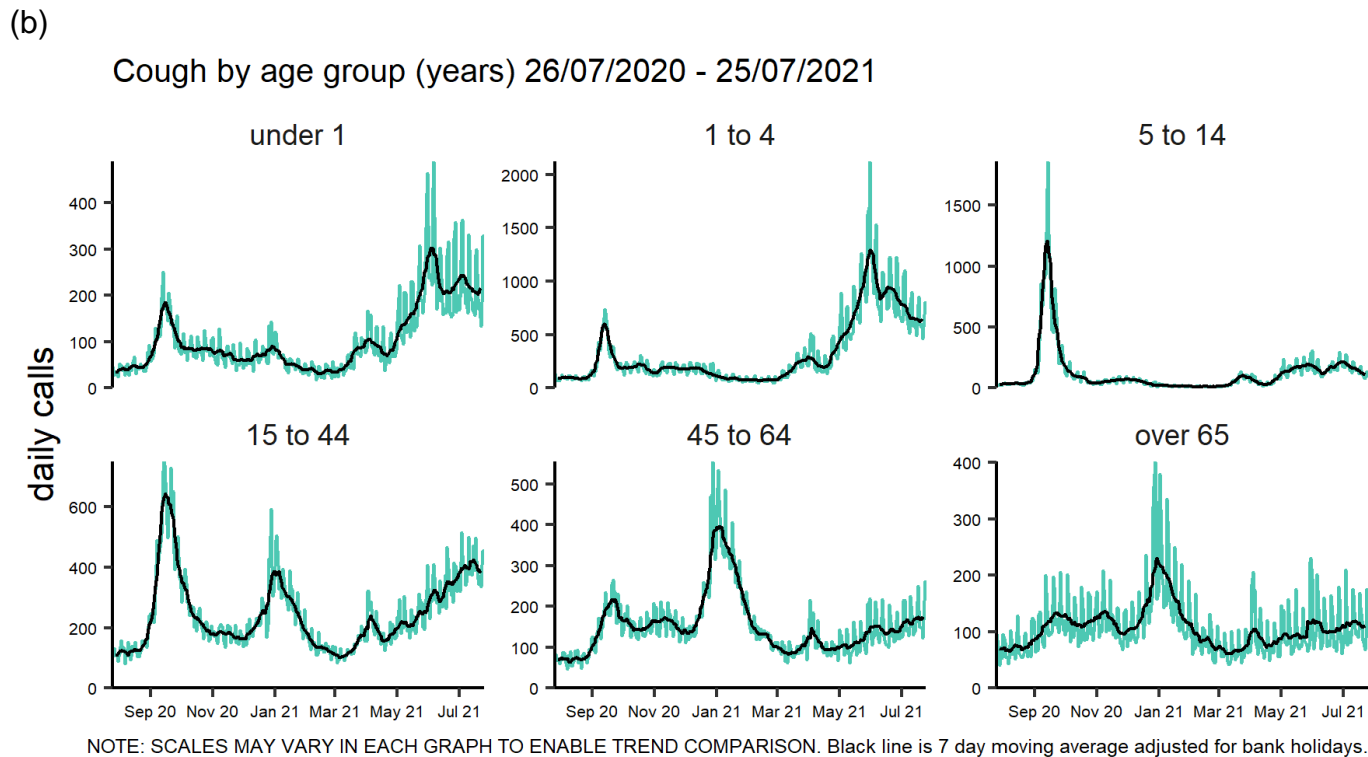 (b)
Cough by age group (years) 26/07/2020 - 25/07/2021
daily calls
under 1
400
300
200
100
0
1 to 4
2000
1500
1000
500
0
5 to 14
1500
1000
500
0
15 to 44
600
400
200
0
Sep 20 Nov 20 Jan 21 Mar 21 May 21 Jul 21
45 to 64
500
400
300
200
100
0
Sep 20 Nov 20 Jan 21 Mar 21 May 21 Jul 21
over 65
400
300
200
100
0
Sep 20 Nov 20 Jan 21 Mar 21 May 21 Jul 21
NOTE: SCALES MAY VARY IN EACH GRAPH TO ENABLE TREND COMPARISON. Black line is 7 day moving average adjusted for bank holidays.